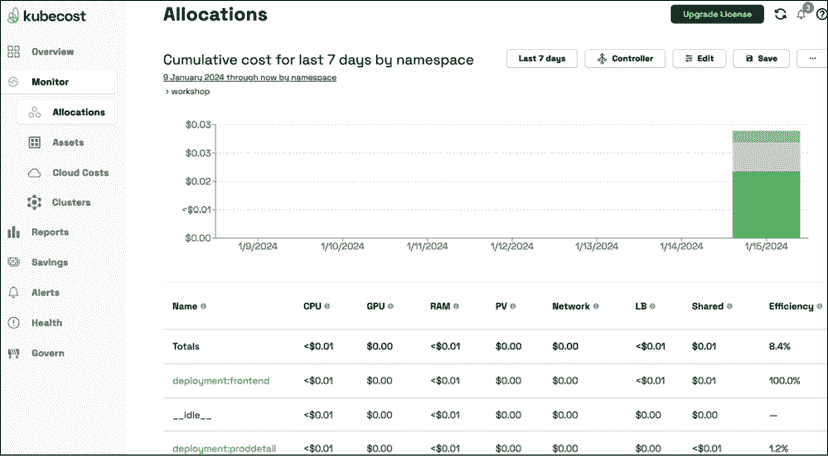 kubecost
Allocations
Upgrade License
3
Overview
Monitor
Allocations
Assets
Cloud Costs
Clusters
Reports
Savings
Alerts
Health
Govern
Cumulative cost for last 7 days by namespace
Last 7 days
Controller
Edit
Save
...
9 January 2024 through now by namespace
› workshop
$0.03
$0.03
$0.02
<$0.01
$0.00
1/9/2024 1/10/2024 1/11/2024 1/12/2024 1/13/2024 1/14/2024 1/15/2024
Name CPU GPU RAM PV Network LB Shared Efficiency
Totals <$0.01 $0.00 <$0.01 $0.00 $0.00 <$0.01 $0.01 8.4%
deployment:frontend <$0.01 $0.00 <$0.01 $0.00 $0.00 <$0.01 $0.01 100.0%
__idle__ <$0.01 $0.00 <$0.01 $0.00 $0.00 $0.00 $0.00 —
deployment:proddetail <$0.01 $0.00 <$0.01 $0.00 $0.00 $0.00 <$0.01 1.2%